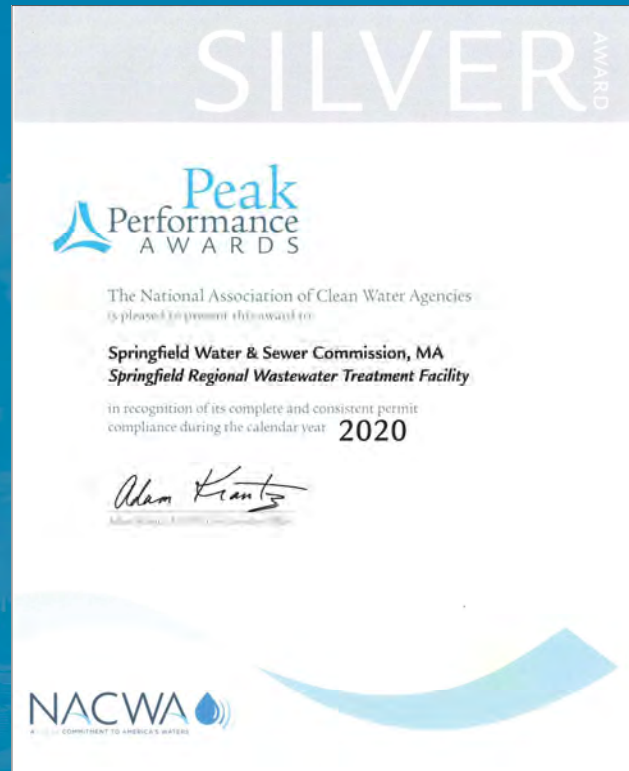 SILVER
AWARD
Peak
Performance
AWARDS
The National Association of Clean Water Agencies
is pleased to present this award to
Springfield Water & Sewer Commission, MA
Springfield Regional Wastewater Treatment Facility
in recognition of its complete and consistent permit
compliance during the calendar year 2020
Adam Krantz
NACWA
COMMITMENT TO AMERICA'S WATERS